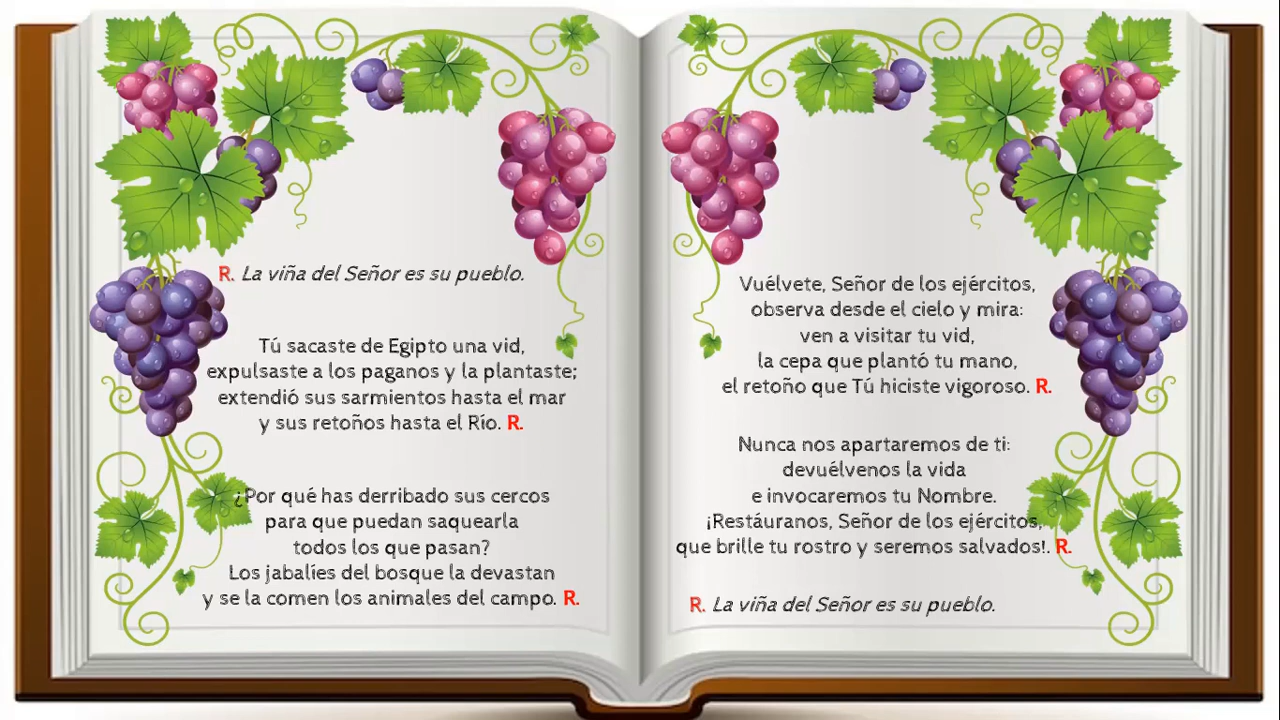 R. La viña del Señor es su pueblo.
Tú sacaste de Egipto una vid,
expulsaste a los paganos y la plantaste;
extendió sus sarmientos hasta el mar
y sus retoños hasta el Río. R.
¿Por qué has derribado sus cercos
para que puedan saquearla
todos los que pasan?
Los jabalíes del bosque la devastan
y se la comen los animales del campo. R.
Vuélvete, Señor de los ejércitos,
observa desde el cielo y mira:
ven a visitar tu vid,
la cepa que plantó tu mano,
el retoño que Tú hiciste vigoroso. R.
Nunca nos apartaremos de ti:
devuélvenos la vida
e invocaremos tu Nombre.
¡Restáuranos, Señor de los ejércitos,
que brille tu rostro y seremos salvados!. R.
R. La viña del Señor es su pueblo.